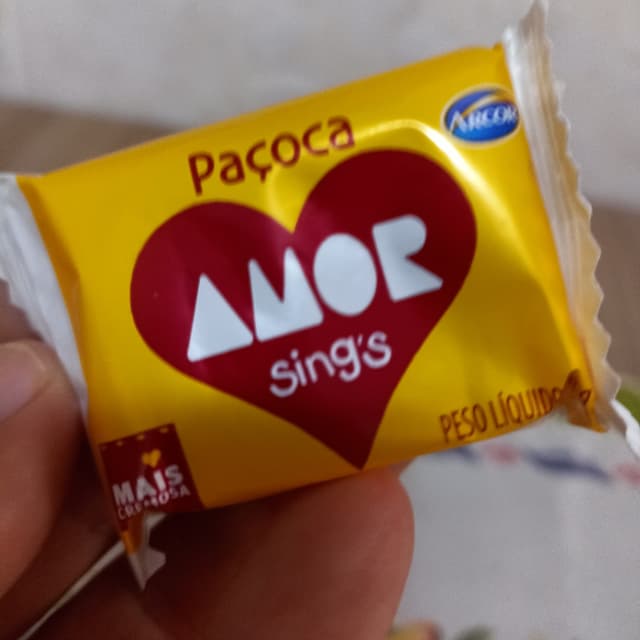 Paçoca
ARCOR
AMOR
sing's
PESO LÍQUIDO
MAIS
CREMOSA